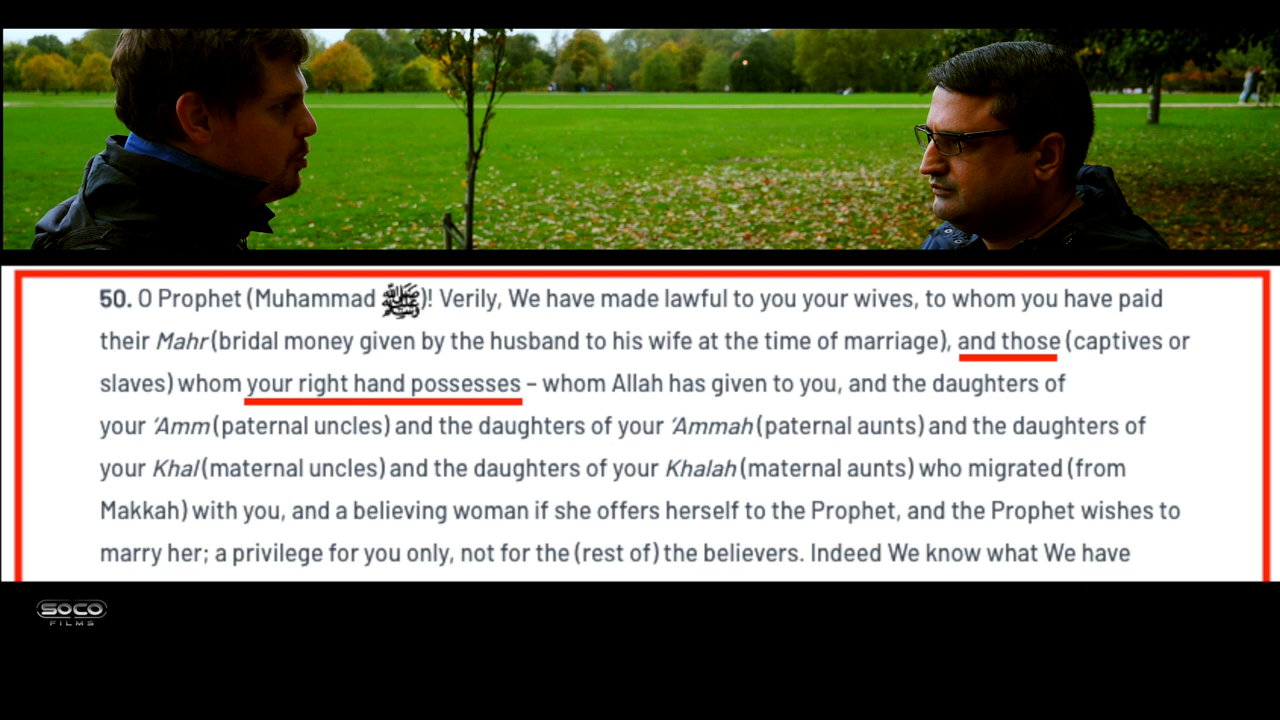 50. O Prophet (Muhammad ﷺ)! Verily, We have made lawful to you your wives, to whom you have paid
their Mahr (bridal money given by the husband to his wife at the time of marriage), and those (captives or
slaves) whom your right hand possesses – whom Allah has given to you, and the daughters of
your ‘Amm (paternal uncles) and the daughters of your ‘Ammah (paternal aunts) and the daughters of
your Khal (maternal uncles) and the daughters of your Khalah (maternal aunts) who migrated (from
Makkah) with you, and a believing woman if she offers herself to the Prophet, and the Prophet wishes to
marry her; a privilege for you only, not for the (rest of) the believers. Indeed We know what We have
SOCO
FILMS